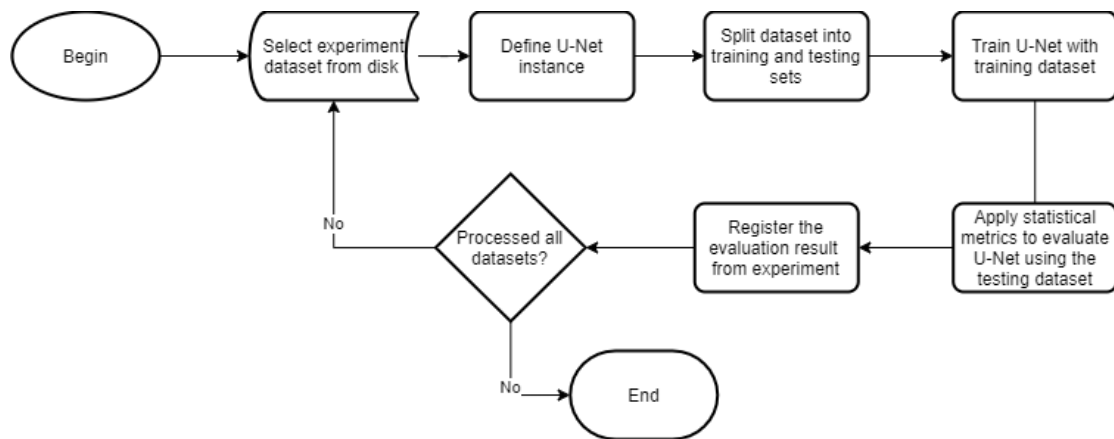 Begin
Select experiment
dataset from disk
Define U-Net
instance
Split dataset into
training and testing
sets
Train U-Net with
training dataset
Apply statistical
metrics to evaluate
U-Net using the
testing dataset
Register the
evaluation result
from experiment
Processed all
datasets?
No
No
End